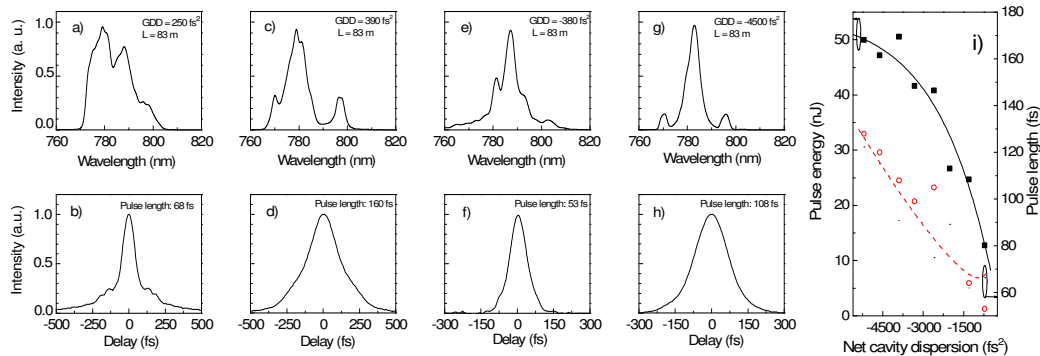 a)
GDD = 250 fs²
L = 83 m
Intensity (a. u.)
1.0
0.5
0.0
760 780 800 820
Wavelength (nm)
c)
GDD = 390 fs²
L = 83 m
760 780 800 820
Wavelength (nm)
e)
GDD = -380 fs²
L = 83 m
760 780 800 820
Wavelength (nm)
g)
GDD = -4500 fs²
L = 83 m
760 780 800 820
Wavelength (nm)
b)
Pulse length: 68 fs
Intensity (a.u.)
1.0
0.5
0.0
-500 -250 0 250 500
Delay (fs)
d)
Pulse length: 160 fs
-500 -250 0 250 500
Delay (fs)
f)
Pulse length: 53 fs
-300 -150 0 150 300
Delay (fs)
h)
Pulse length: 108 fs
-300 -150 0 150 300
Delay (fs)
i)
Pulse energy (nJ)
50
40
30
20
10
0
Pulse length (fs)
180
160
140
120
100
80
60
-4500 -3000 -1500
Net cavity dispersion (fs²)